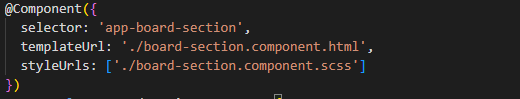 @Component({
  selector: 'app-board-section',
  templateUrl: './board-section.component.html',
  styleUrls: ['./board-section.component.scss']
})